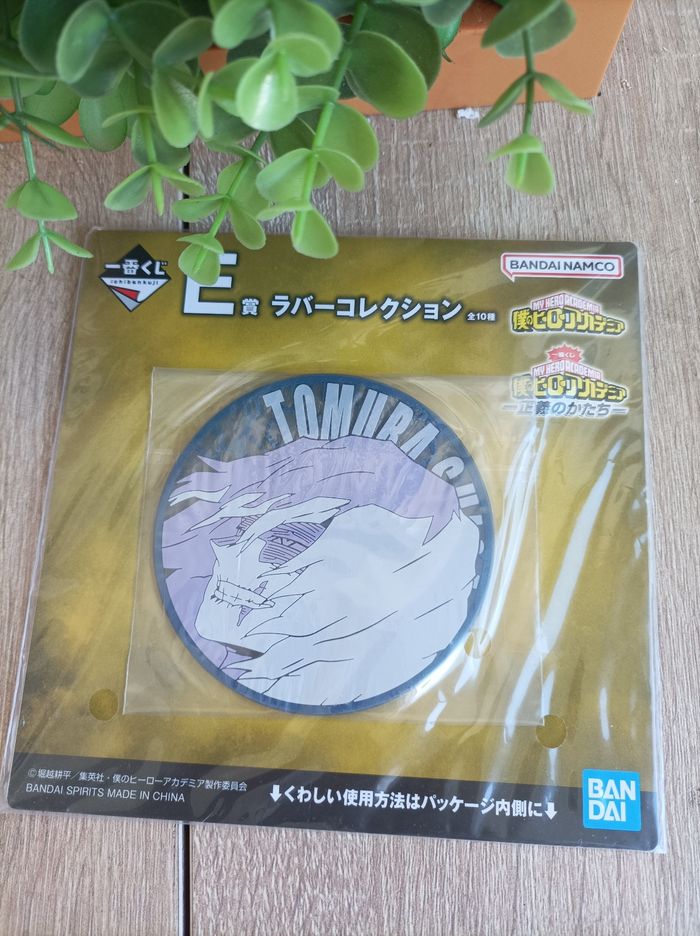 一番くじ
ichibankuji
E賞 ラバーコレクション 全10種
BANDAI NAMCO
MY HERO ACADEMIA
僕のヒーローアカデミア
一番くじ
MY HERO ACADEMIA
僕のヒーローアカデミア
―正義のかたち―
TOMURA
©堀越耕平／集英社・僕のヒーローアカデミア製作委員会
BANDAI SPIRITS MADE IN CHINA
↓くわしい使用方法はパッケージ内側に↓
BAN
DAI